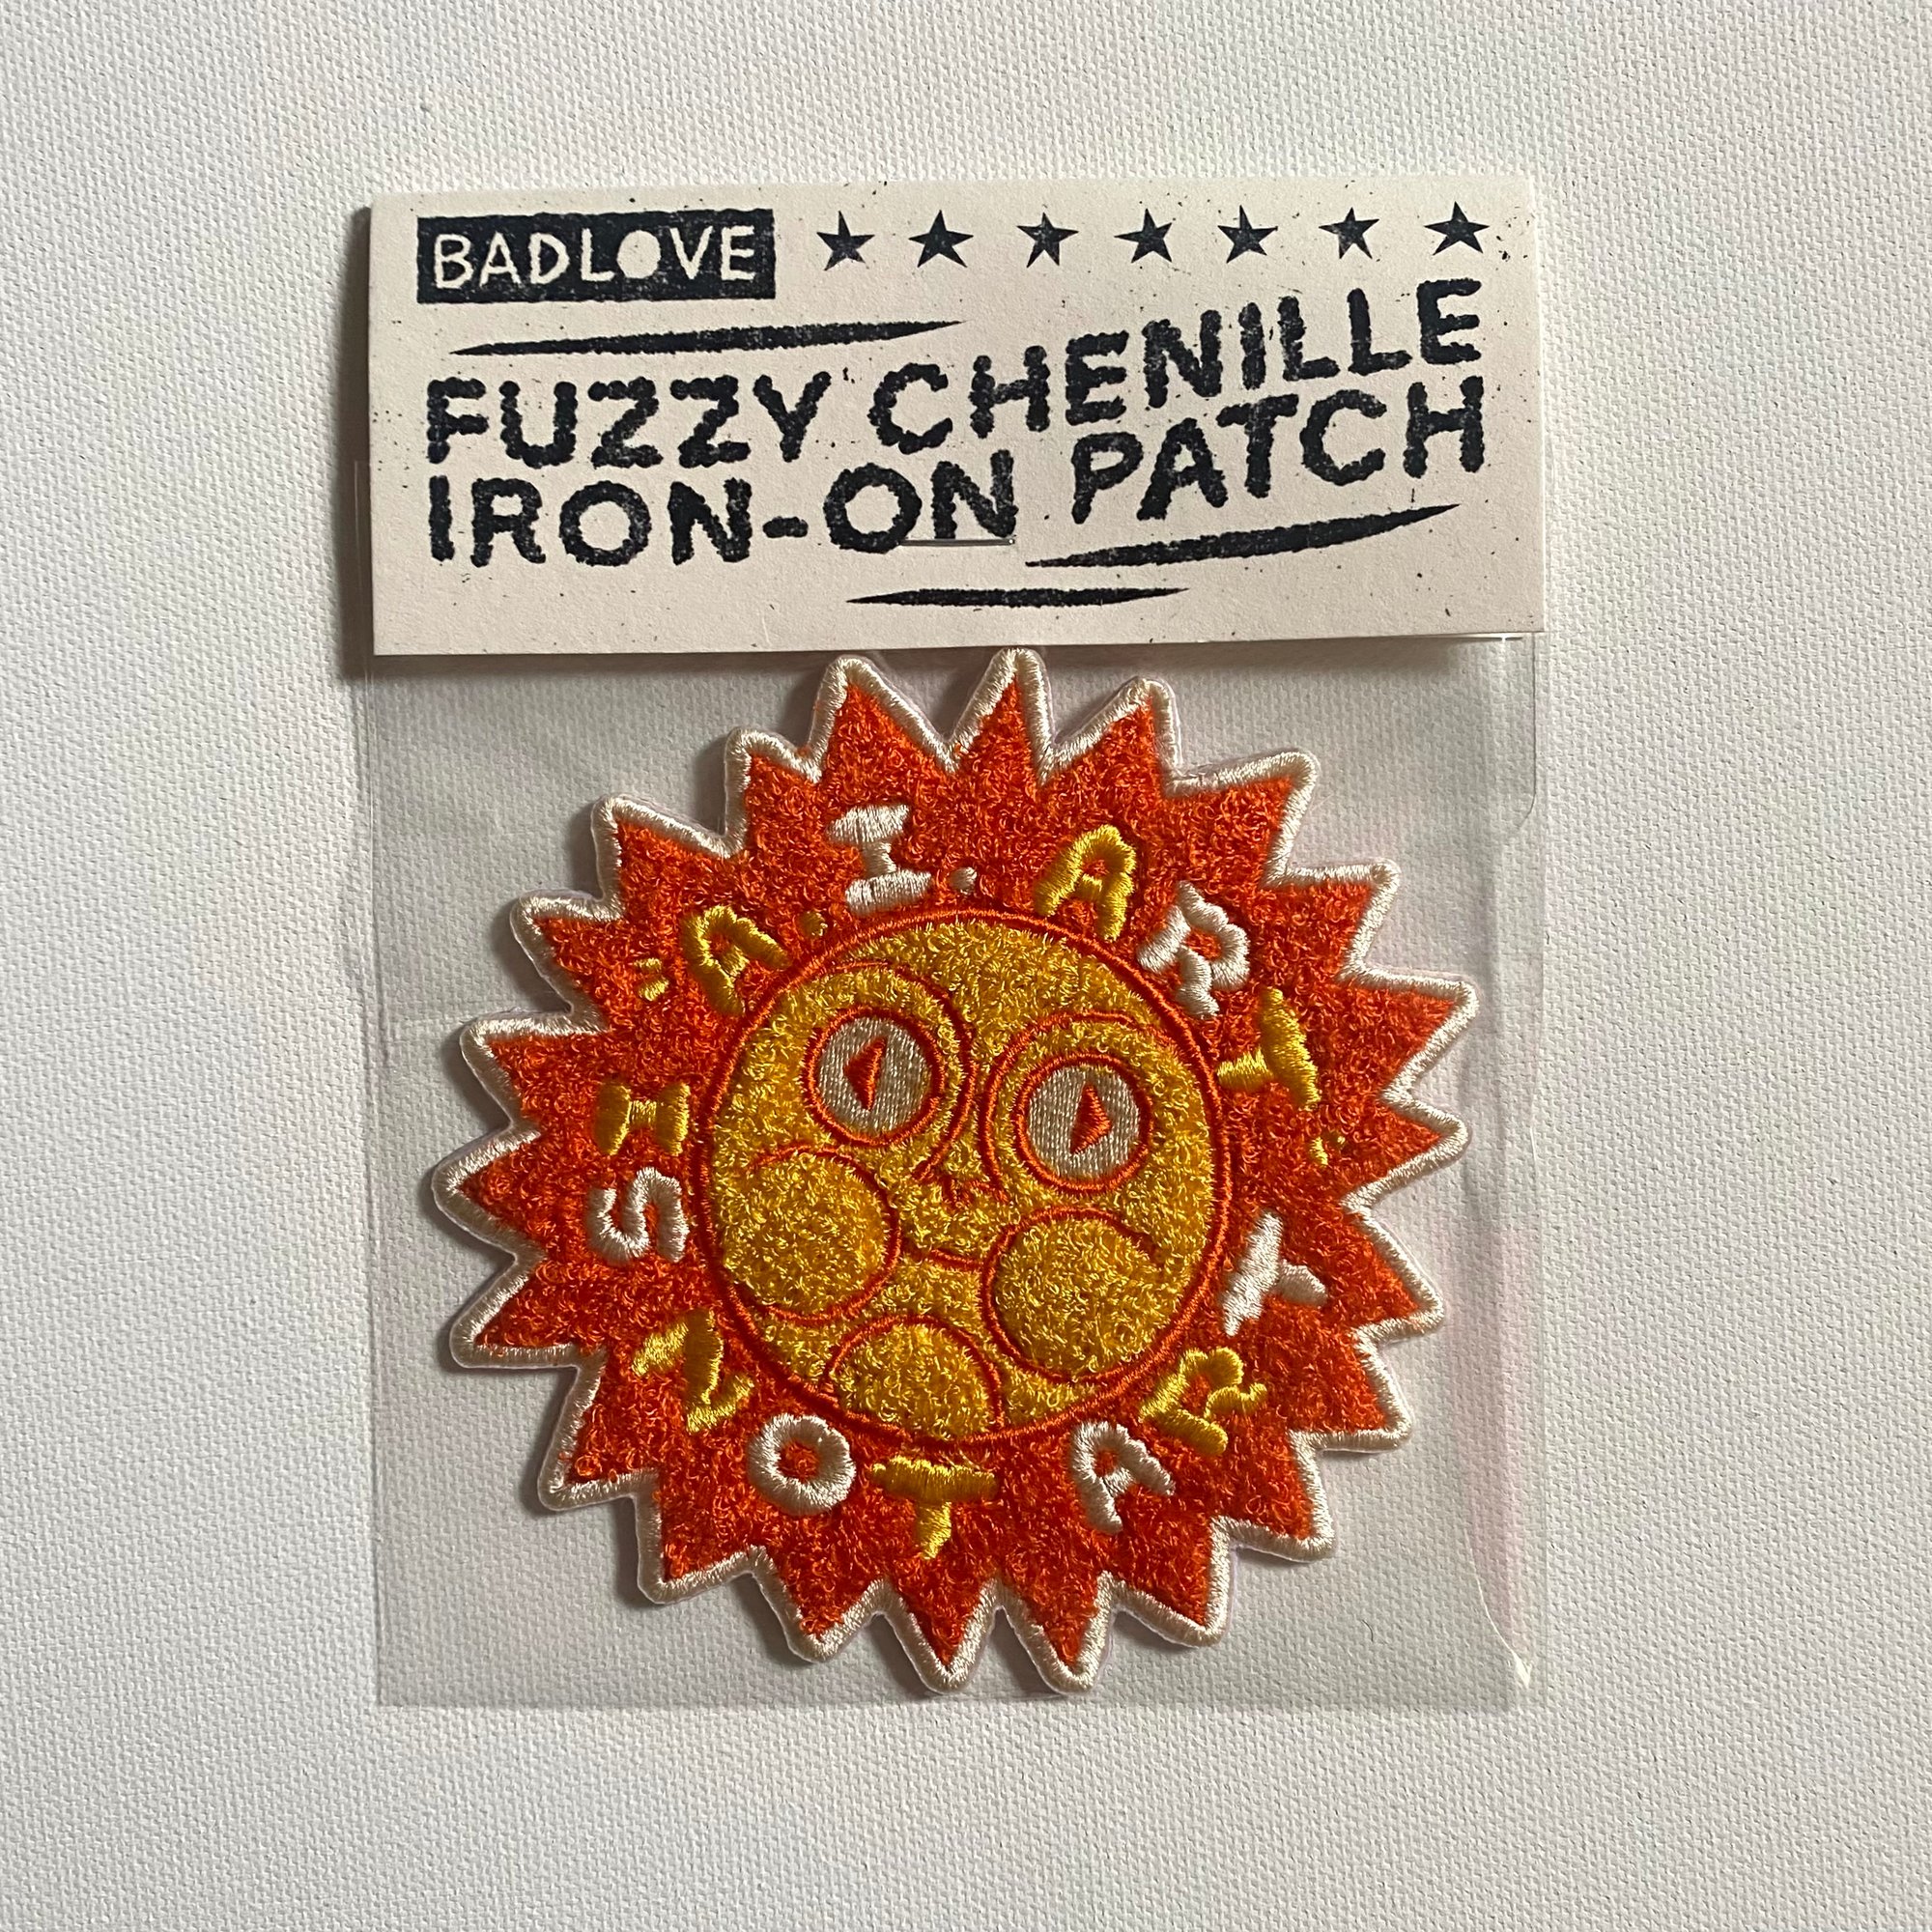 BADLOVE
FUZZY CHENILLE
IRON-ON PATCH
"A.I. ART"
IS NOT ART